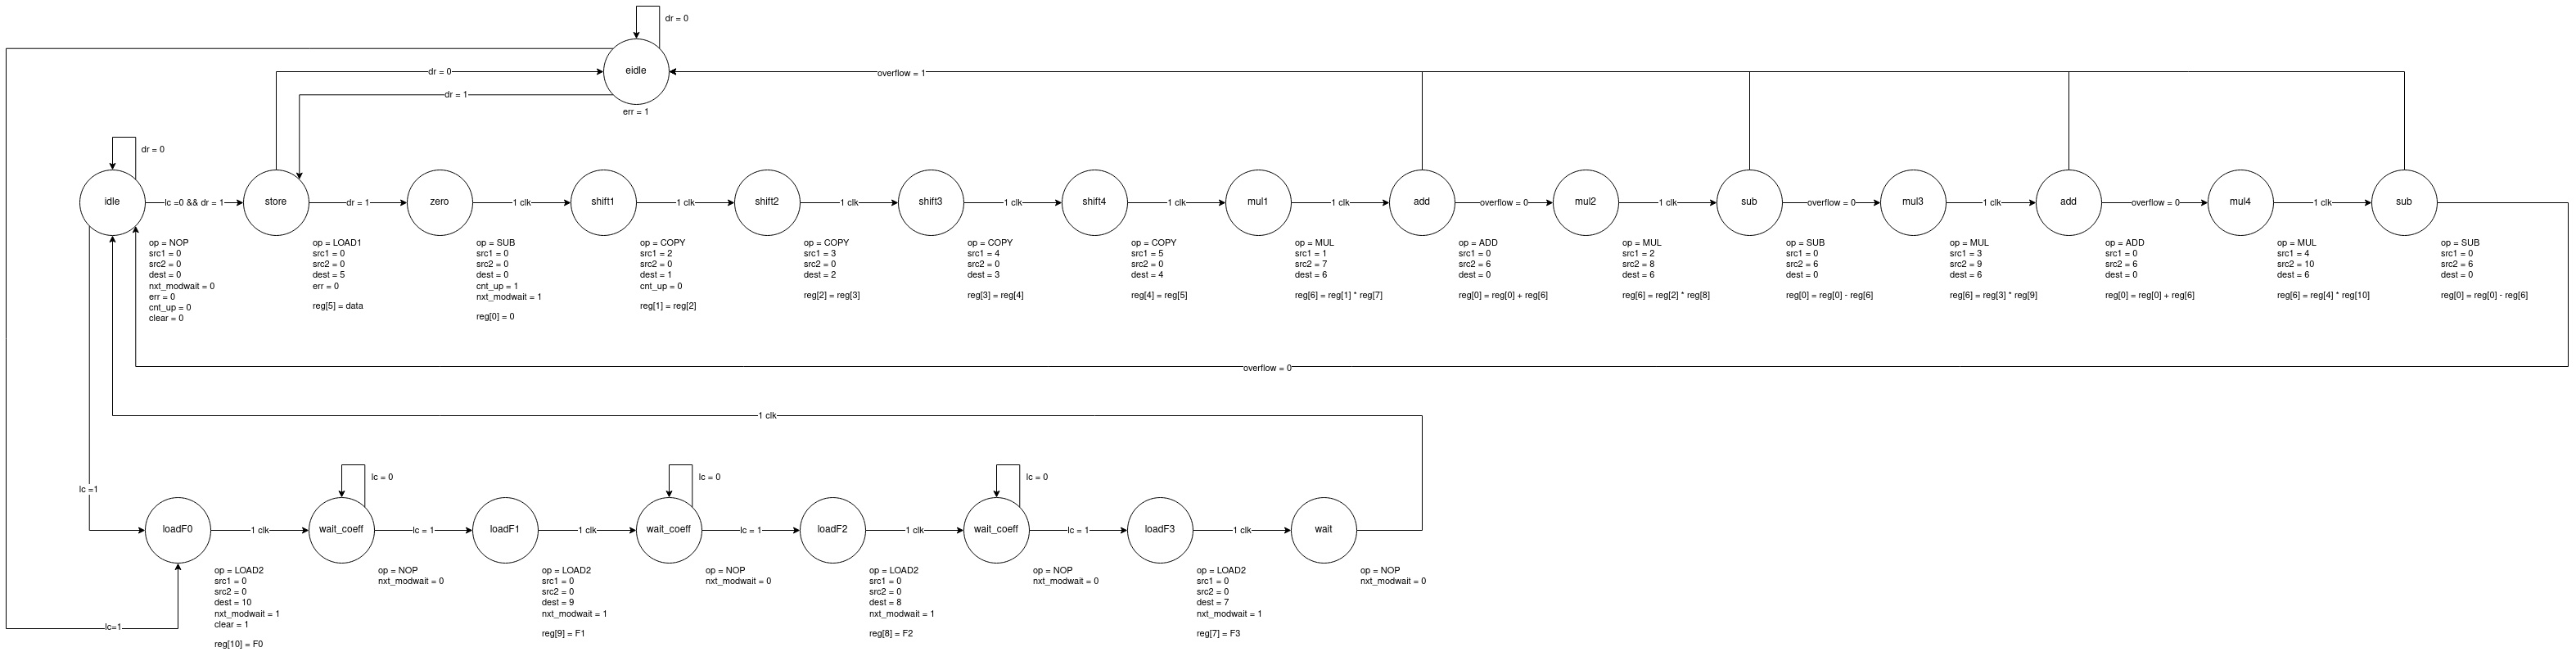 dr = 0
eidle
dr = 0
overflow = 1
dr = 1
err = 1
dr = 0
idle
lc =0 && dr = 1
store
dr = 1
zero
1 clk
shift1
1 clk
shift2
1 clk
shift3
1 clk
shift4
1 clk
mul1
1 clk
add
overflow = 0
mul2
1 clk
sub
overflow = 0
mul3
1 clk
add
overflow = 0
mul4
1 clk
sub
op = NOP
src1 = 0
src2 = 0
dest = 0
nxt_modwait = 0
err = 0
cnt_up = 0
clear = 0
op = LOAD1
src1 = 0
src2 = 0
dest = 5
err = 0
reg[5] = data
op = SUB
src1 = 0
src2 = 0
dest = 0
cnt_up = 1
nxt_modwait = 1
reg[0] = 0
op = COPY
src1 = 2
src2 = 0
dest = 1
cnt_up = 0
reg[1] = reg[2]
op = COPY
src1 = 3
src2 = 0
dest = 2
reg[2] = reg[3]
op = COPY
src1 = 4
src2 = 0
dest = 3
reg[3] = reg[4]
op = COPY
src1 = 5
src2 = 0
dest = 4
reg[4] = reg[5]
op = MUL
src1 = 1
src2 = 7
dest = 6
reg[6] = reg[1] * reg[7]
op = ADD
src1 = 0
src2 = 6
dest = 0
reg[0] = reg[0] + reg[6]
op = MUL
src1 = 2
src2 = 8
dest = 6
reg[6] = reg[2] * reg[8]
op = SUB
src1 = 0
src2 = 6
dest = 0
reg[0] = reg[0] - reg[6]
op = MUL
src1 = 3
src2 = 9
dest = 6
reg[6] = reg[3] * reg[9]
op = ADD
src1 = 0
src2 = 6
dest = 0
reg[0] = reg[0] + reg[6]
op = MUL
src1 = 4
src2 = 10
dest = 6
reg[6] = reg[4] * reg[10]
op = SUB
src1 = 0
src2 = 6
dest = 0
reg[0] = reg[0] - reg[6]
overflow = 0
1 clk
lc =1
lc = 0
lc = 0
lc = 0
loadF0
1 clk
wait_coeff
lc = 1
loadF1
1 clk
wait_coeff
lc = 1
loadF2
1 clk
wait_coeff
lc = 1
loadF3
1 clk
wait
op = LOAD2
src1 = 0
src2 = 0
dest = 10
nxt_modwait = 1
clear = 1
reg[10] = F0
op = NOP
nxt_modwait = 0
op = LOAD2
src1 = 0
src2 = 0
dest = 9
nxt_modwait = 1
reg[9] = F1
op = NOP
nxt_modwait = 0
op = LOAD2
src1 = 0
src2 = 0
dest = 8
nxt_modwait = 1
reg[8] = F2
op = NOP
nxt_modwait = 0
op = LOAD2
src1 = 0
src2 = 0
dest = 7
nxt_modwait = 1
reg[7] = F3
op = NOP
nxt_modwait = 0
lc=1